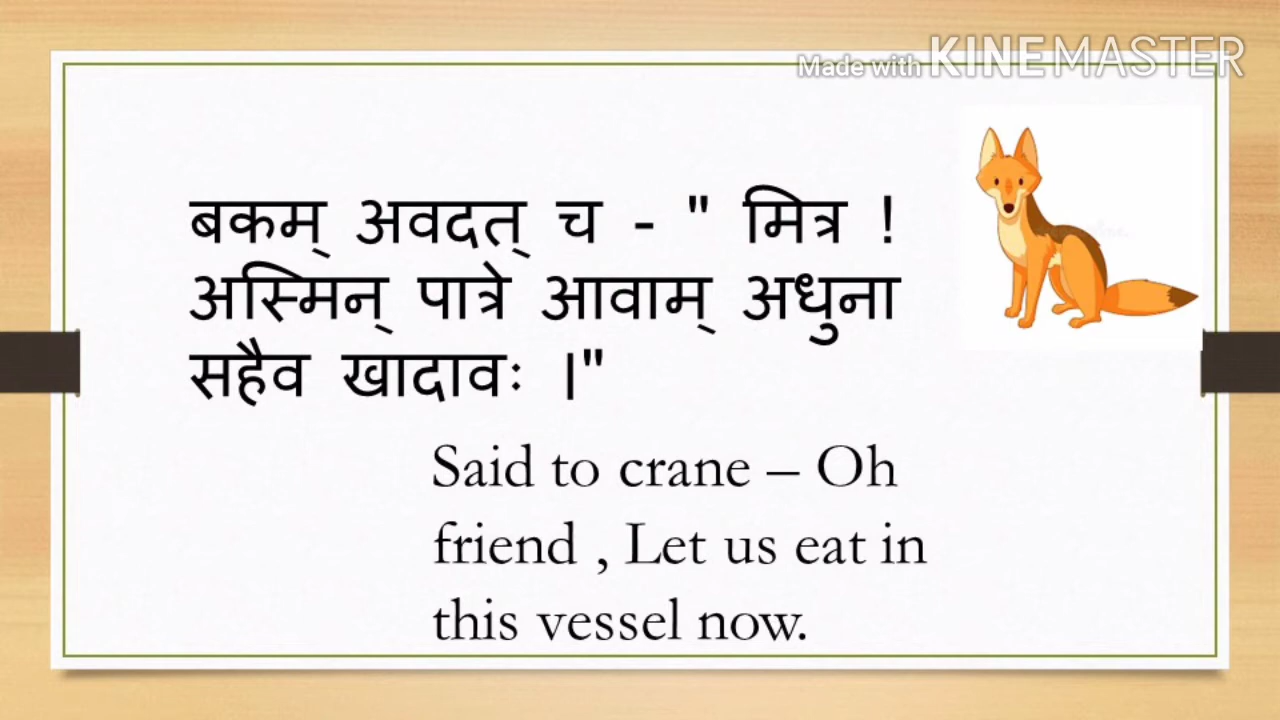 Made with KINEMASTER
बकम् अवदत् च - " मित्र !
अस्मिन् पात्रे आवाम् अधुना
सहैव खादावः ।"
Said to crane – Oh
friend , Let us eat in
this vessel now.